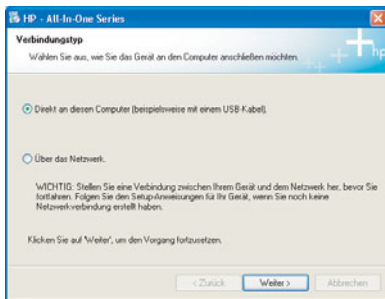 HP - All-In-One Series
Verbindungstyp
Wählen Sie aus, wie Sie das Gerät an den Computer anschließen möchten.
hp
Direkt an diesen Computer (beispielsweise mit einem USB-Kabel).
Über das Netzwerk.
WICHTIG: Stellen Sie eine Verbindung zwischen Ihrem Gerät und dem Netzwerk her, bevor Sie
fortfahren. Folgen Sie den Setup-Anweisungen für Ihr Gerät, wenn Sie noch keine
Netzwerkverbindung erstellt haben.
Klicken Sie auf 'Weiter', um den Vorgang fortzusetzen.
< Zurück
Weiter >
Abbrechen